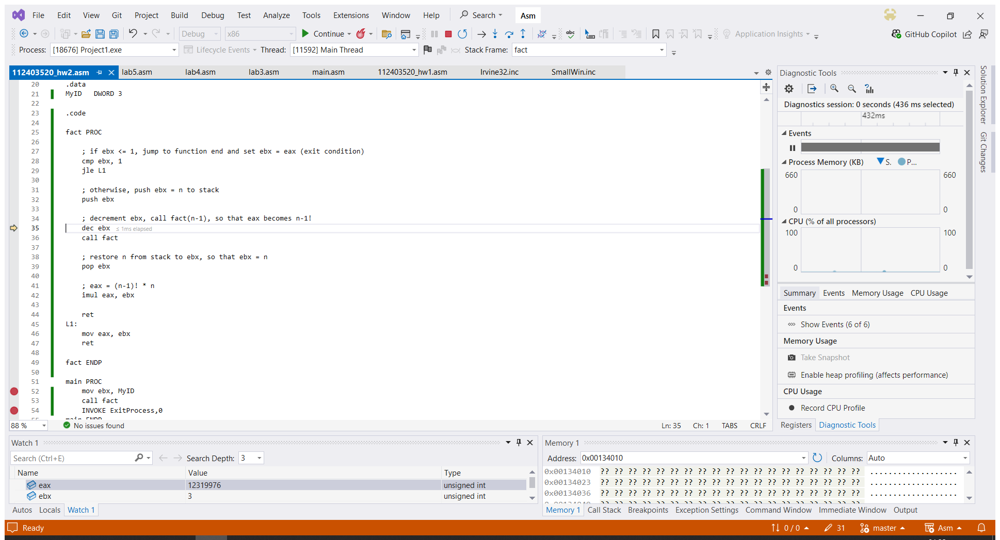 File Edit View Git Project Build Debug Test Analyze Tools Extensions Window Help Search Asm
Debug x86 Continue Application Insights GitHub Copilot
Process: [18676] Project1.exe Lifecycle Events Thread: [11592] Main Thread Stack Frame: fact
112403520_hw2.asm lab5.asm lab4.asm lab3.asm main.asm 112403520_hw1.asm Irvine32.inc SmallWin.inc
20 .data
21 MyID DWORD 3
22
23 .code
24
25 fact PROC
26
27 ; if ebx <= 1, jump to function end and set ebx = eax (exit condition)
28 cmp ebx, 1
29 jle L1
30
31 ; otherwise, push ebx = n to stack
32 push ebx
33
34 ; decrement ebx, call fact(n-1), so that eax becomes n-1!
35 dec ebx ≤ 1ms elapsed
36 call fact
37
38 ; restore n from stack to ebx, so that ebx = n
39 pop ebx
40
41 ; eax = (n-1)! * n
42 imul eax, ebx
43
44 ret
45 L1:
46 mov eax, ebx
47 ret
48
49 fact ENDP
50
51 main PROC
52 mov ebx, MyID
53 call fact
54 INVOKE ExitProcess,0
55 main ENDP
88 % No issues found Ln: 35 Ch: 1 TABS CRLF
Diagnostic Tools
Diagnostics session: 0 seconds (436 ms selected)
432ms
Events
Process Memory (KB) S. P...
660 660
0 0
CPU (% of all processors)
100 100
0 0
Summary Events Memory Usage CPU Usage
Events
Show Events (6 of 6)
Memory Usage
Take Snapshot
Enable heap profiling (affects performance)
CPU Usage
Record CPU Profile
Registers Diagnostic Tools
Solution Explorer
Git Changes
Watch 1
Search (Ctrl+E) Search Depth: 3
Name Value Type
eax 12319976 unsigned int
ebx 3 unsigned int
Autos Locals Watch 1
Memory 1
Address: 0x00134010 Columns: Auto
0x00134010 ?? ?? ?? ?? ?? ?? ?? ?? ?? ?? ?? ?? ?? ?? ?? ?? ?? ?? ?? ...................
0x00134023 ?? ?? ?? ?? ?? ?? ?? ?? ?? ?? ?? ?? ?? ?? ?? ?? ?? ?? ?? ...................
0x00134036 ?? ?? ?? ?? ?? ?? ?? ?? ?? ?? ?? ?? ?? ?? ?? ?? ?? ?? ?? ...................
Memory 1 Call Stack Breakpoints Exception Settings Command Window Immediate Window Output
Ready 0 / 0 31 master Asm